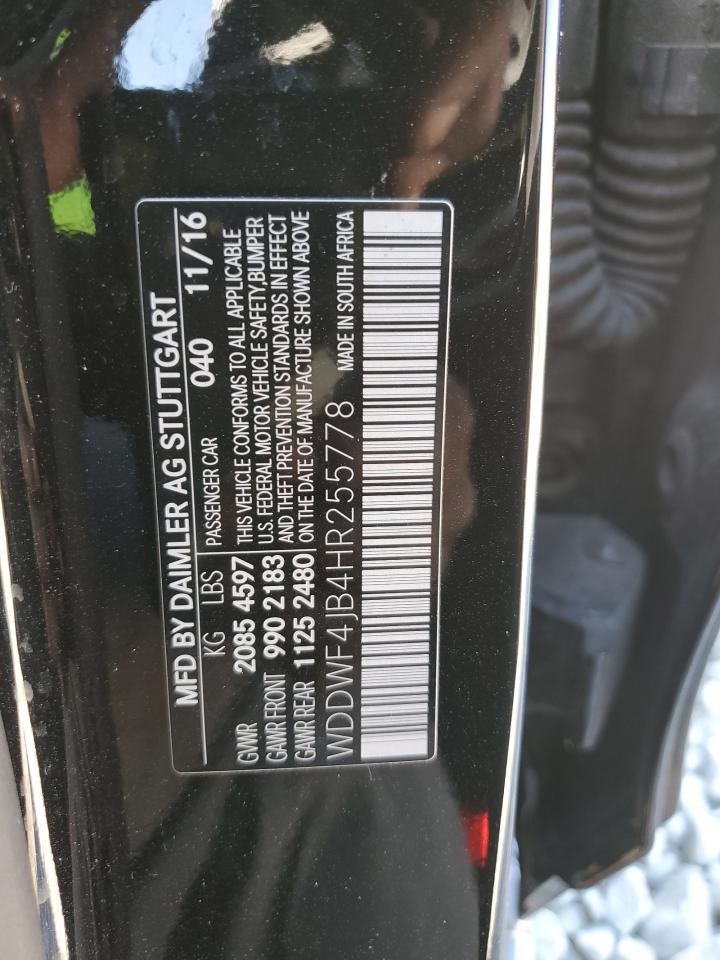 MFD BY DAIMLER AG STUTTGART
KG LBS PASSENGER CAR 040 11/16
GWR 2085 4597 THIS VEHICLE CONFORMS TO ALL APPLICABLE
GAWR FRONT 990 2183 U.S. FEDERAL MOTOR VEHICLE SAFETY,BUMPER
GAWR REAR 1125 2480 AND THEFT PREVENTION STANDARDS IN EFFECT
ON THE DATE OF MANUFACTURE SHOWN ABOVE
WDDWF4JB4HR255778 MADE IN SOUTH AFRICA